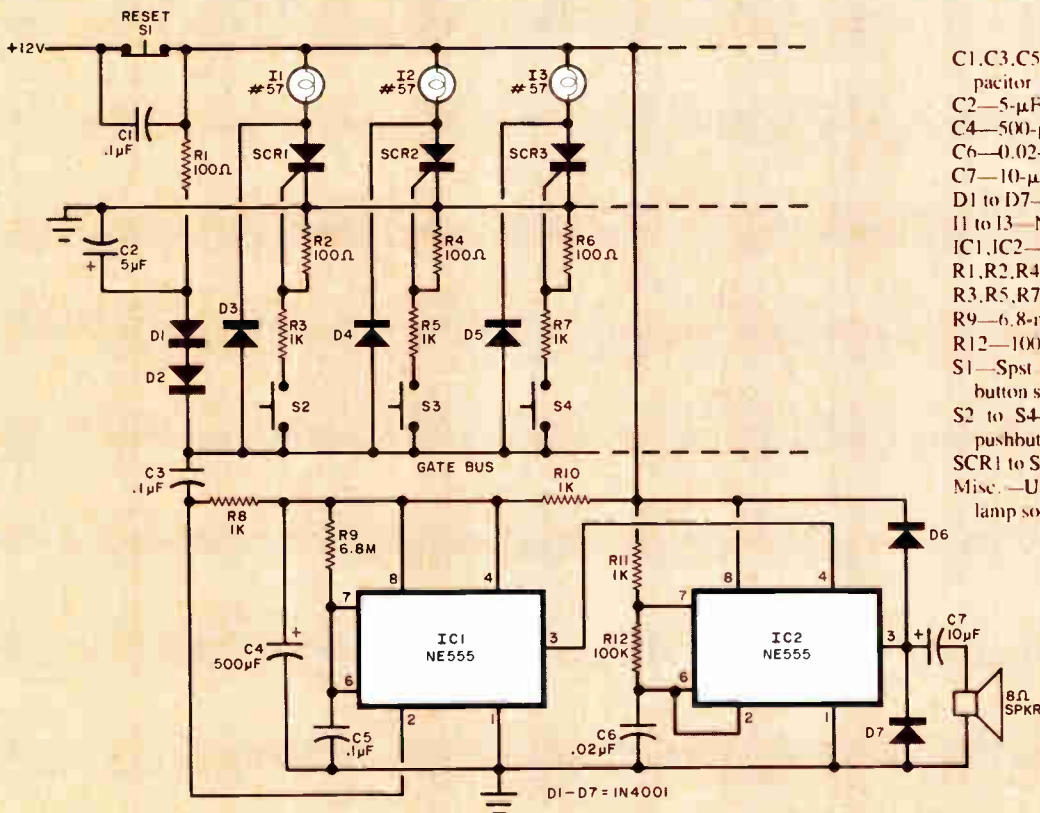 RESET
S1
+12V
C1
.1µF
R1
100Ω
I1
#57
I2
#57
I3
#57
SCR1
SCR2
SCR3
C2
5µF
R2
100Ω
R4
100Ω
R6
100Ω
D1
D2
D3
R3
1K
D4
R5
1K
D5
R7
1K
S2
S3
S4
GATE BUS
C3
.1µF
R8
1K
R10
1K
R9
6.8M
8
4
7
IC1
NE555
3
6
2
1
C4
500µF
+
C5
.1µF
R11
1K
R12
100K
8
4
7
IC2
NE555
3
6
2
1
C6
.02µF
D6
+
C7
10µF
D7
8Ω
SPKR
D1-D7=1N4001
C1,C3,C5
pacitor
C2—5-µF
C4—500-µ
C6—0.02-
C7—10-µ
D1 to D7—
I1 to I3—N
IC1,IC2—
R1,R2,R4
R3,R5,R7
R9—6.8-m
R12—100
S1—Spst
button s
S2 to S4-
pushbut
SCR1 to S
Misc.—U
lamp so